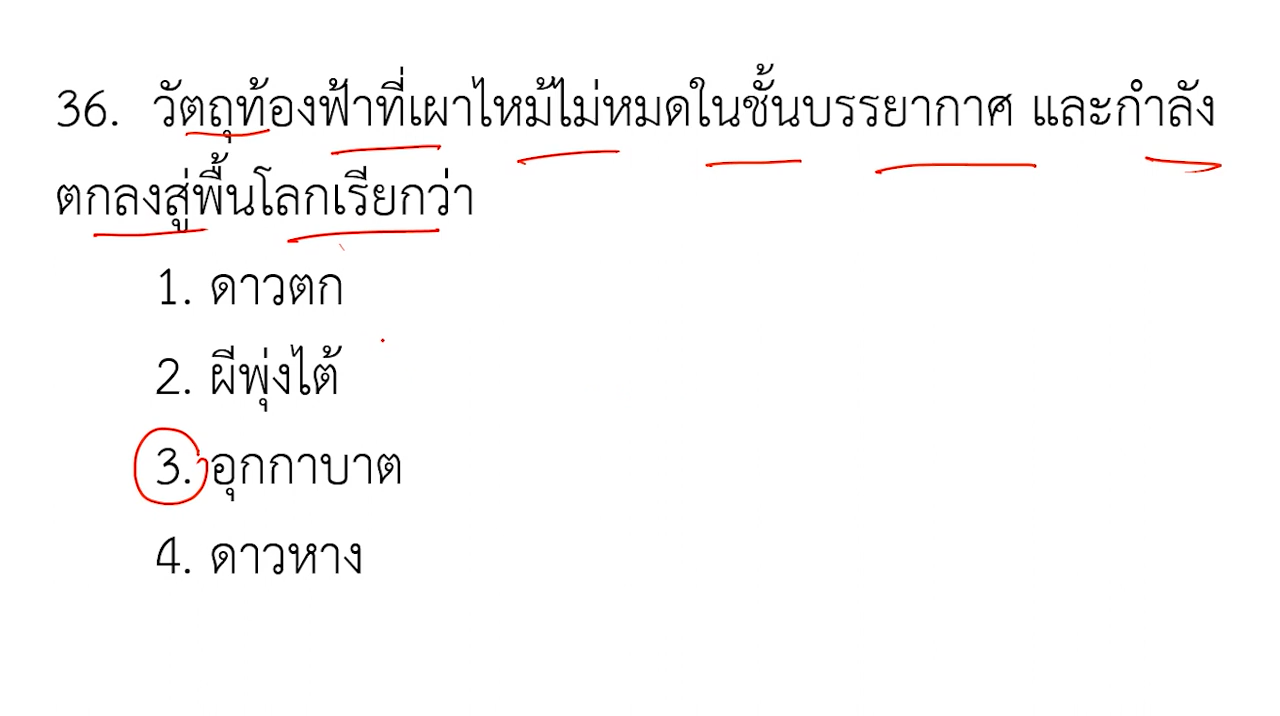 36. วัตถุท้องฟ้าที่เผาไหม้ไม่หมดในชั้นบรรยากาศ และกำลัง
ตกลงสู่พื้นโลกเรียกว่า
1. ดาวตก
2. ผีพุ่งไต้
3. อุกกาบาต
4. ดาวหาง